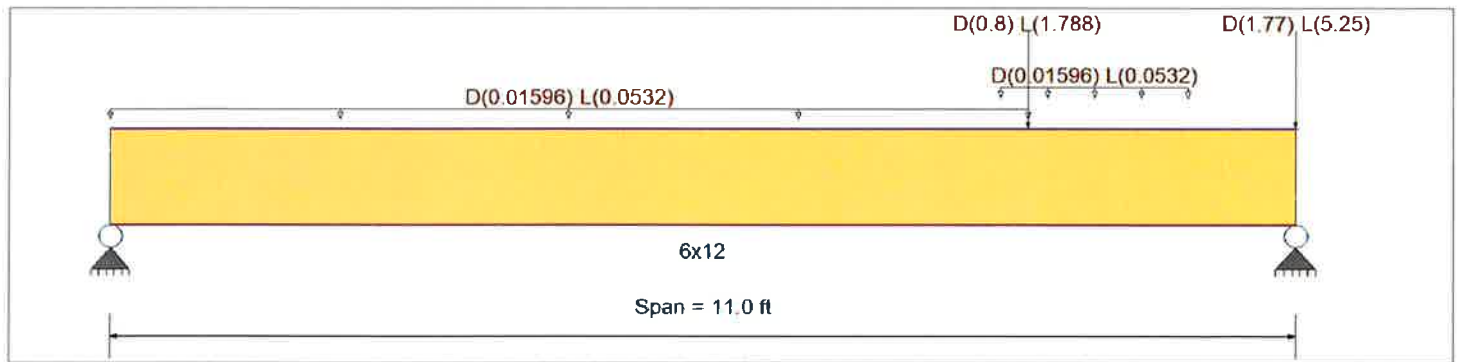 D(0.8) L(1.788) D(1.77) L(5.25)
D(0.01596) L(0.0532)
D(0.01596) L(0.0532)
6x12
Span = 11.0 ft